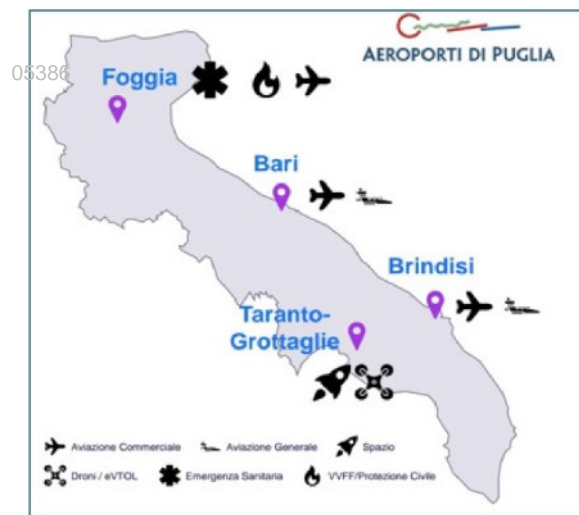 AEROPORTI DI PUGLIA
05386
Foggia
Bari
Brindisi
Taranto-
Grottaglie
Aviazione Commerciale
Aviazione Generale
Spazio
Droni / eVTOL
Emergenza Sanitaria
VVFF/Protezione Civile